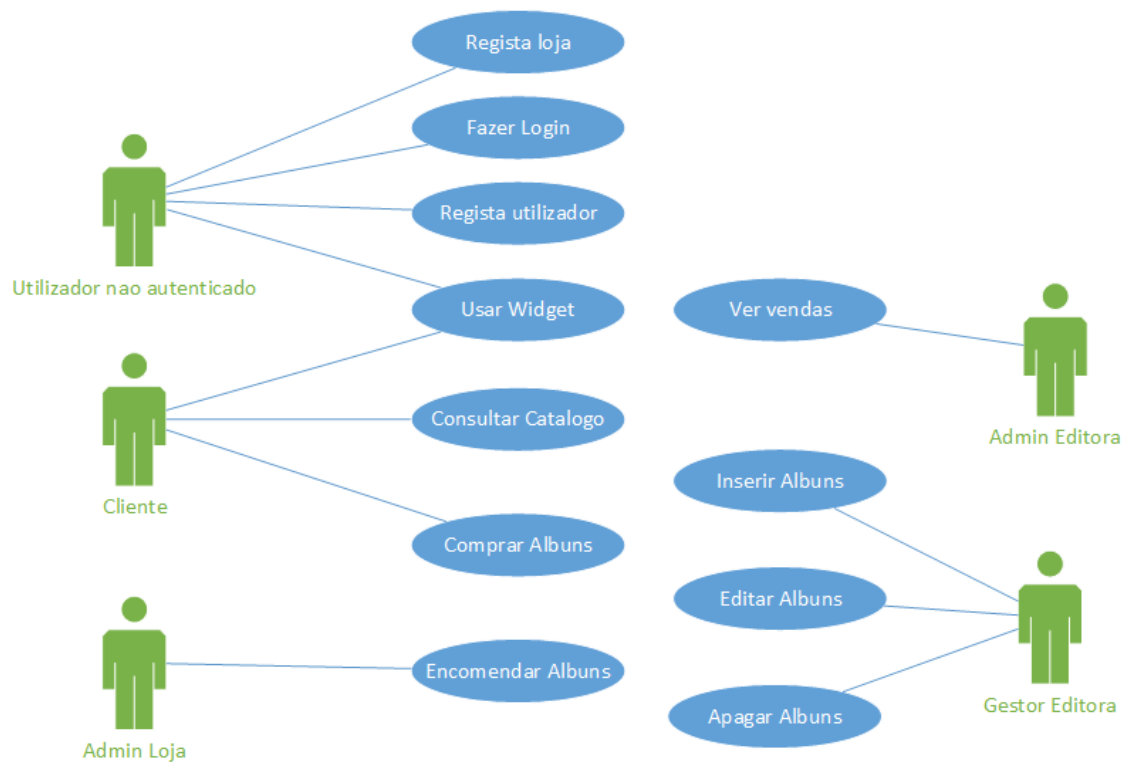 Regista loja
Fazer Login
Regista utilizador
Utilizador nao autenticado
Usar Widget
Ver vendas
Consultar Catalogo
Admin Editora
Cliente
Inserir Albuns
Comprar Albuns
Editar Albuns
Encomendar Albuns
Gestor Editora
Apagar Albuns
Admin Loja